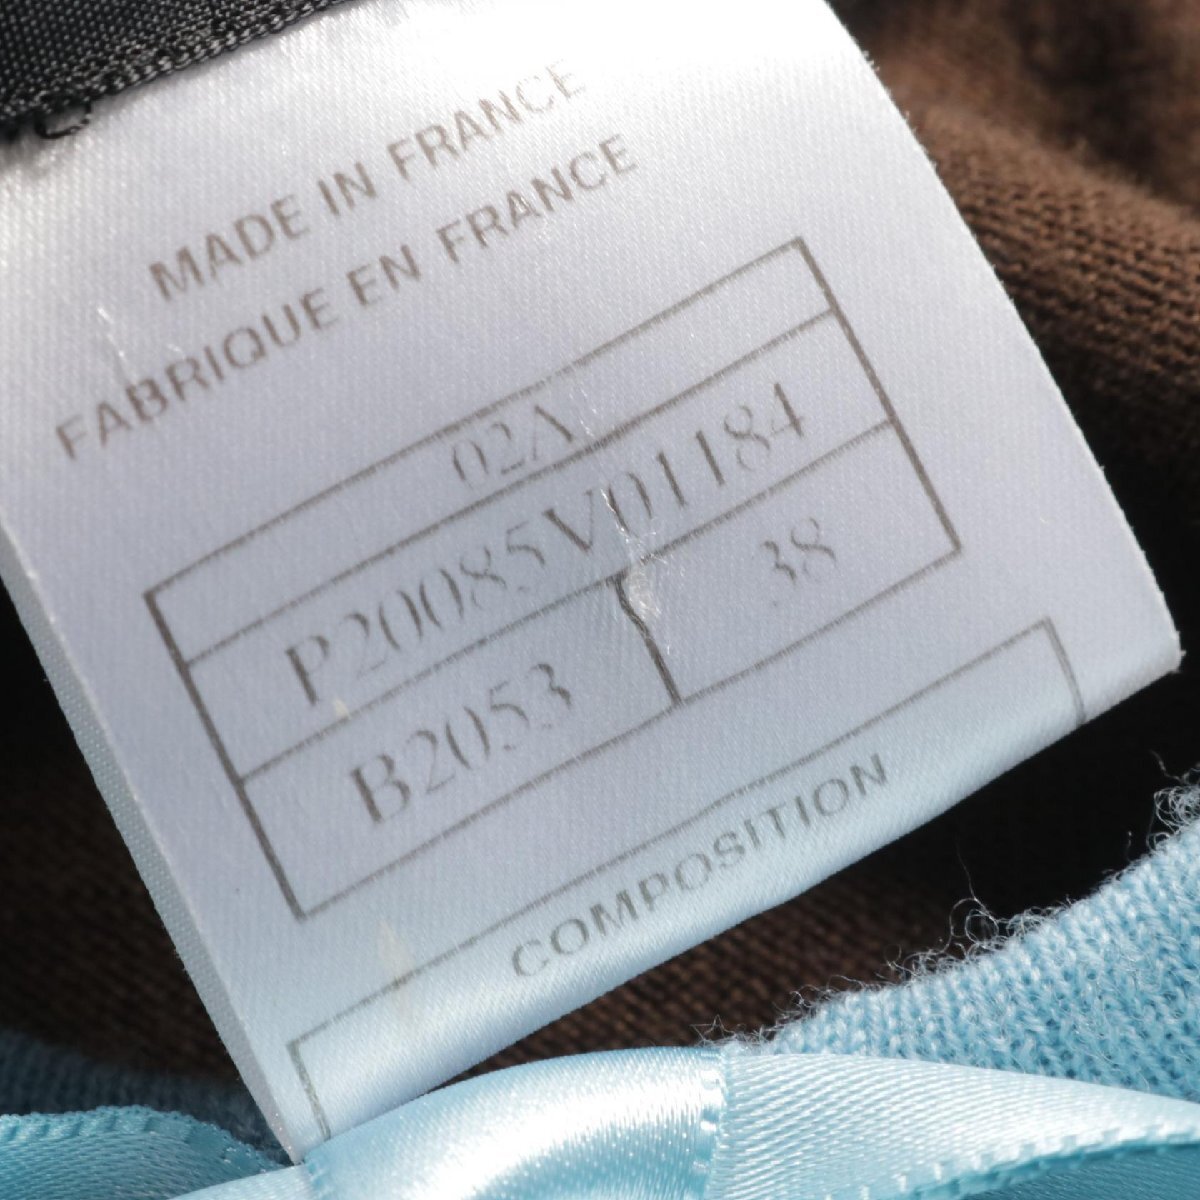 MADE IN FRANCE
FABRIQUE EN FRANCE
02A
P20085V01184
B2053 38
COMPOSITION